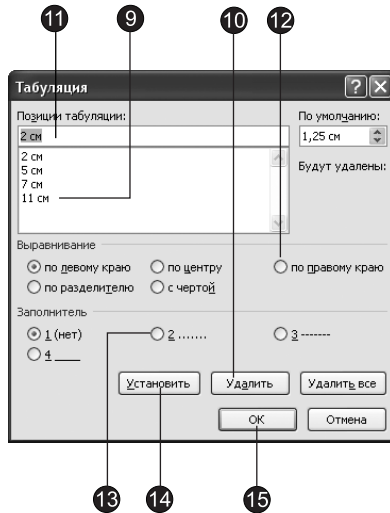 11 9 10 12
Табуляция
Позиции табуляции: По умолчанию:
2 см 1,25 см
2 см Будут удалены:
5 см
7 см
11 см
Выравнивание
по левому краю по центру по правому краю
по разделителю с чертой
Заполнитель
1 (нет) 2 ....... 3 -------
4 ___
Установить Удалить Удалить все
ОК Отмена
13 14 15